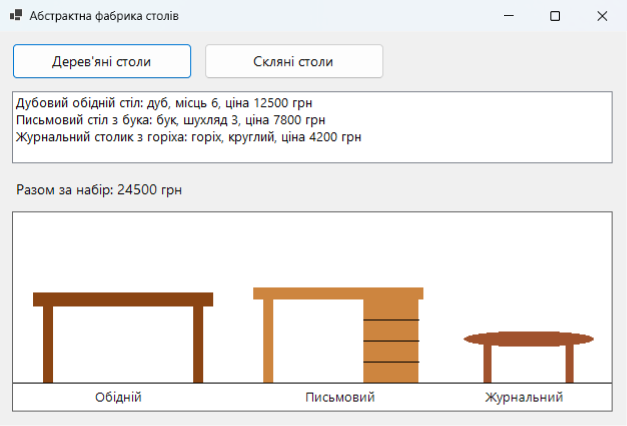 Абстрактна фабрика столів
Дерев'яні столи
Скляні столи
Дубовий обідній стіл: дуб, місць 6, ціна 12500 грн
Письмовий стіл з бука: бук, шухляд 3, ціна 7800 грн
Журнальний столик з горіха: горіх, круглий, ціна 4200 грн
Разом за набір: 24500 грн
Обідній
Письмовий
Журнальний